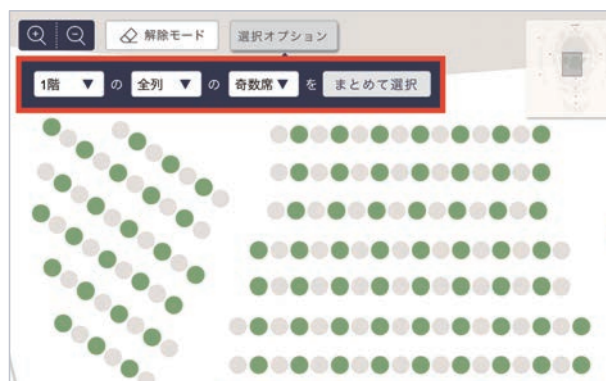 解除モード
選択オプション
1階 ▼ の 全列 ▼ の 奇数席▼ を まとめて選択